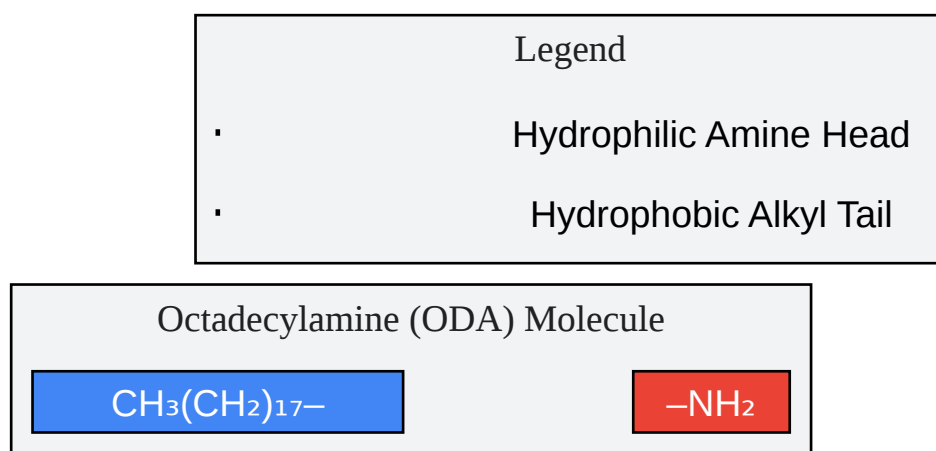 Legend
Hydrophilic Amine Head
Hydrophobic Alkyl Tail
Octadecylamine (ODA) Molecule
CH₃(CH₂)₁₇–
–NH₂